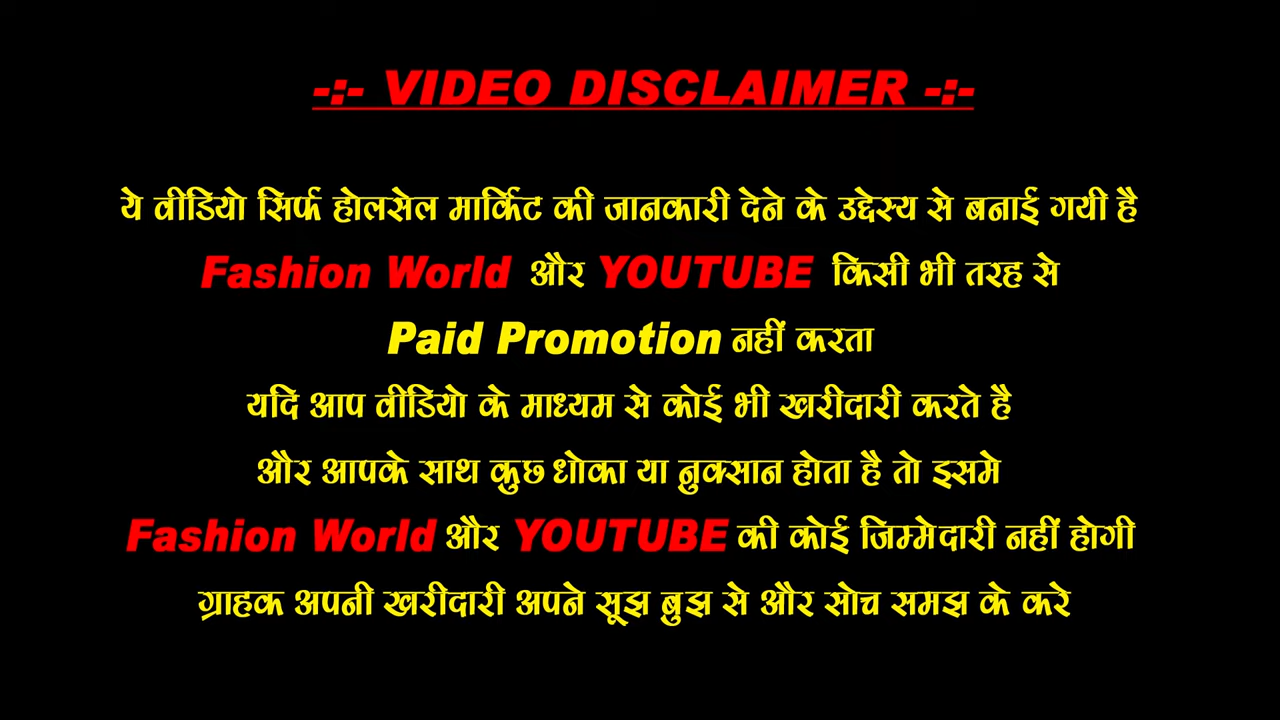 -:- VIDEO DISCLAIMER -:-
ये वीडियो सिर्फ होलसेल मार्किट की जानकारी देने के उद्देस्य से बनाई गयी है
Fashion World और YOUTUBE किसी भी तरह से
Paid Promotion नहीं करता
यदि आप वीडियो के माध्यम से कोई भी खरीदारी करते है
और आपके साथ कुछ धोका या नुक्सान होता है तो इसमे
Fashion World और YOUTUBE की कोई जिम्मेदारी नहीं होगी
ग्राहक अपनी खरीदारी अपने सूझ बुझ से और सोच समझ के करे